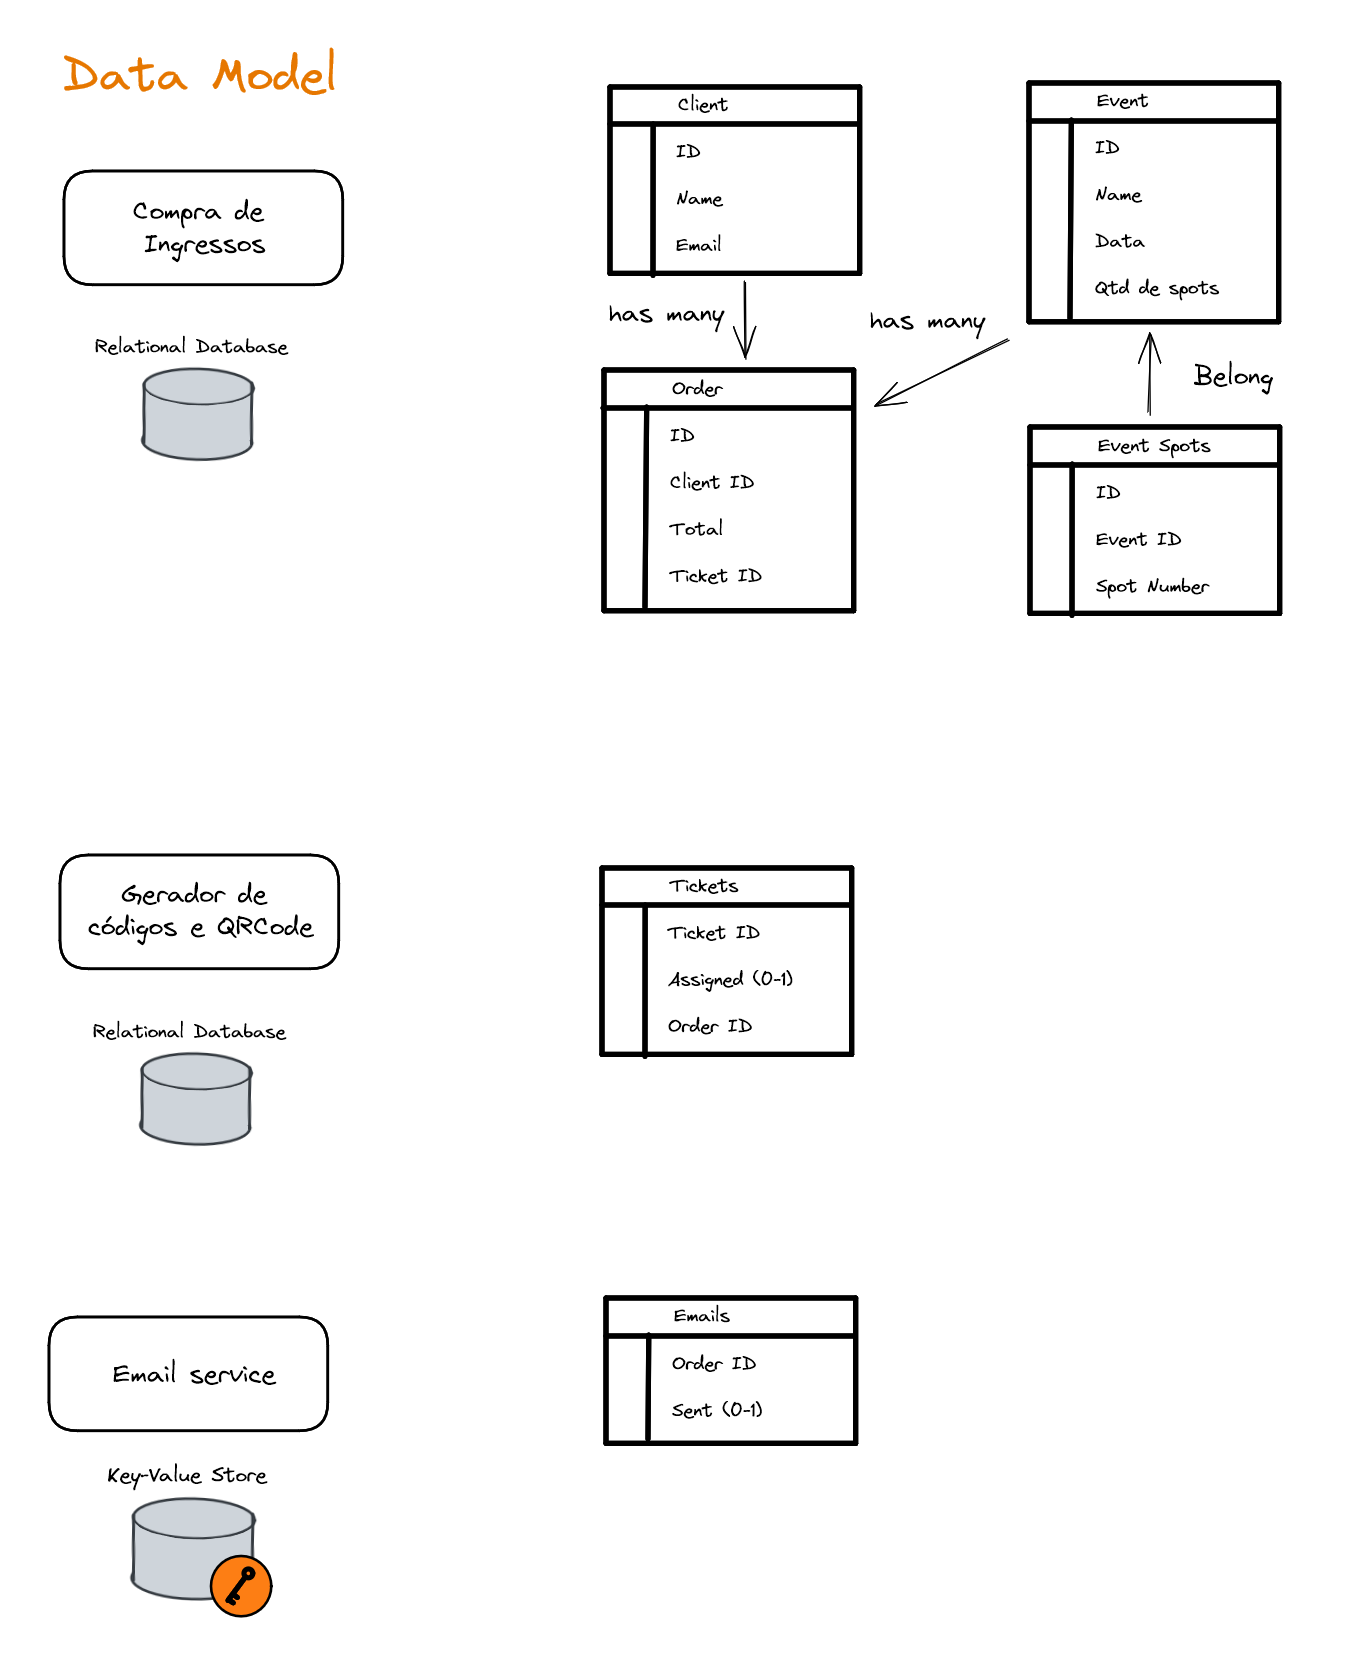 Data Model
Compra de
Ingressos
Relational Database
Client
ID
Name
Email
has many
Order
ID
Client ID
Total
Ticket ID
has many
Event
ID
Name
Data
Qtd de spots
Belong
Event Spots
ID
Event ID
Spot Number
Gerador de
códigos e QRCode
Relational Database
Tickets
Ticket ID
Assigned (0-1)
Order ID
Email service
Key-Value Store
Emails
Order ID
Sent (0-1)